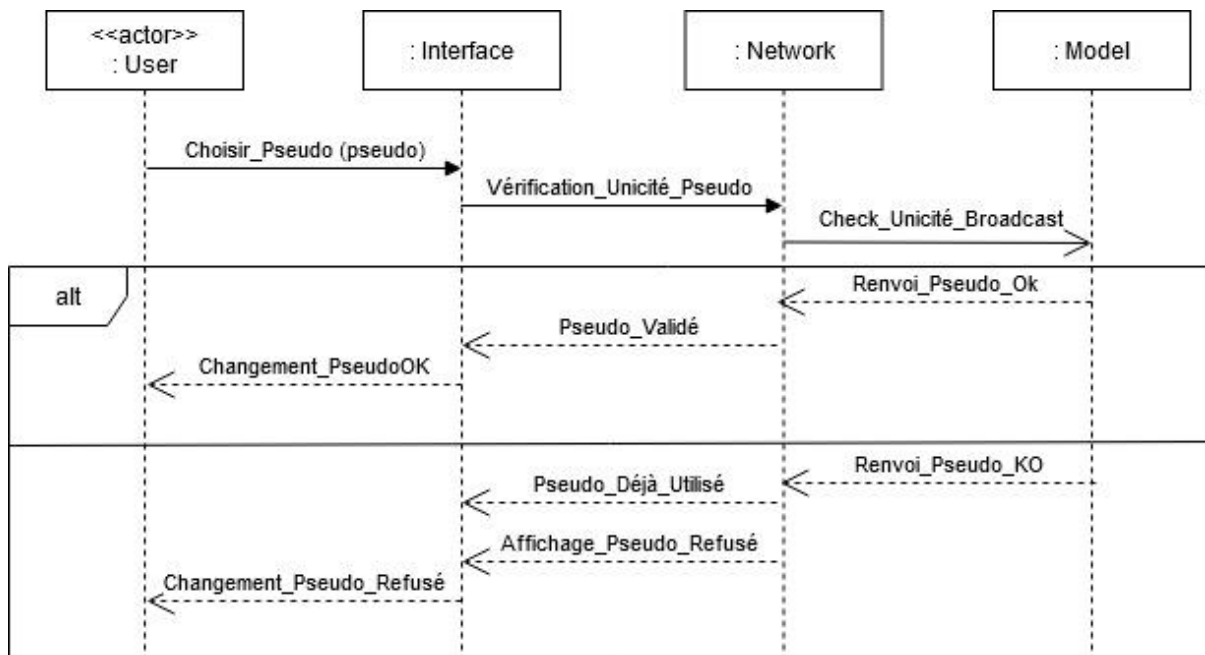 <<actor>>
: User
: Interface
: Network
: Model
Choisir_Pseudo (pseudo)
Vérification_Unicité_Pseudo
Check_Unicité_Broadcast
alt
Renvoi_Pseudo_Ok
Pseudo_Validé
Changement_PseudoOK
Renvoi_Pseudo_KO
Pseudo_Déjà_Utilisé
Affichage_Pseudo_Refusé
Changement_Pseudo_Refusé